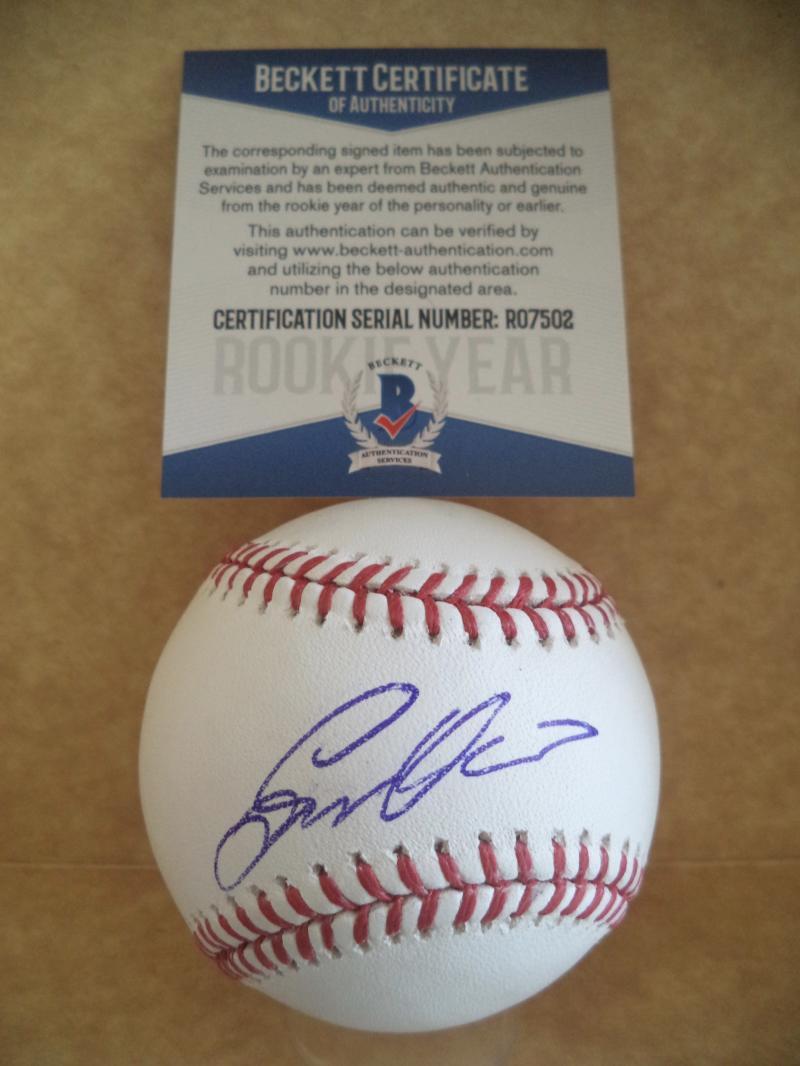 BECKETT CERTIFICATE
OF AUTHENTICITY
The corresponding signed item has been subjected to
examination by an expert from Beckett Authentication
Services and has been deemed authentic and genuine
from the rookie year of the personality or earlier.
This authentication can be verified by
visiting www.beckett-authentication.com
and utilizing the below authentication
number in the designated area.
CERTIFICATION SERIAL NUMBER: R07502
ROOKIE YEAR
BECKETT
B
AUTHENTICATION
SERVICES